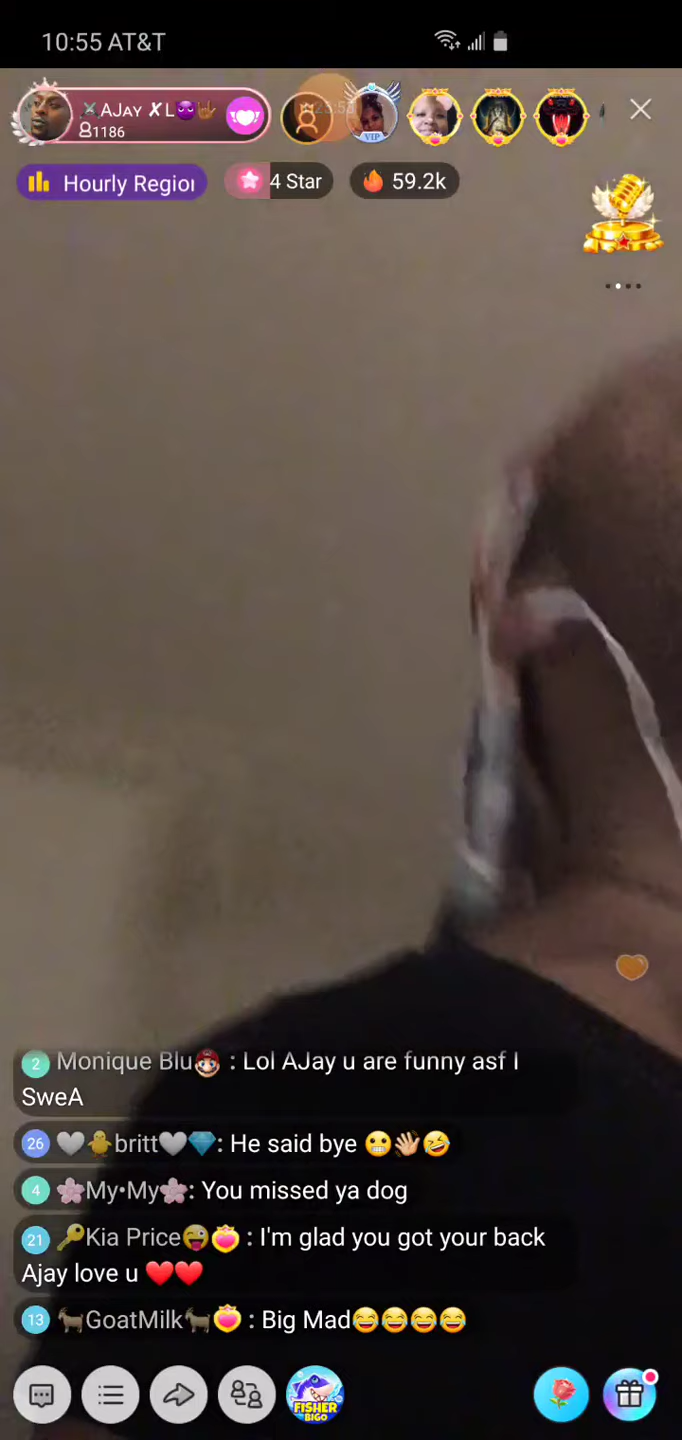 10:55 AT&T
⚔️AJAY ✗L😈🤟🏾
1186
VIP
Hourly Region
4 Star
59.2k
2 Monique Blu : Lol AJay u are funny asf I
SweA
26 🤍🐥britt🤍💎: He said bye 😬👋🏻🤣
4 🌸My•My🌸: You missed ya dog
21 🔑Kia Price😜 : I'm glad you got your back
Ajay love u ❤️❤️
13 🐐GoatMilk🐐 : Big Mad😂😂😂😂
FISHER
BIGO